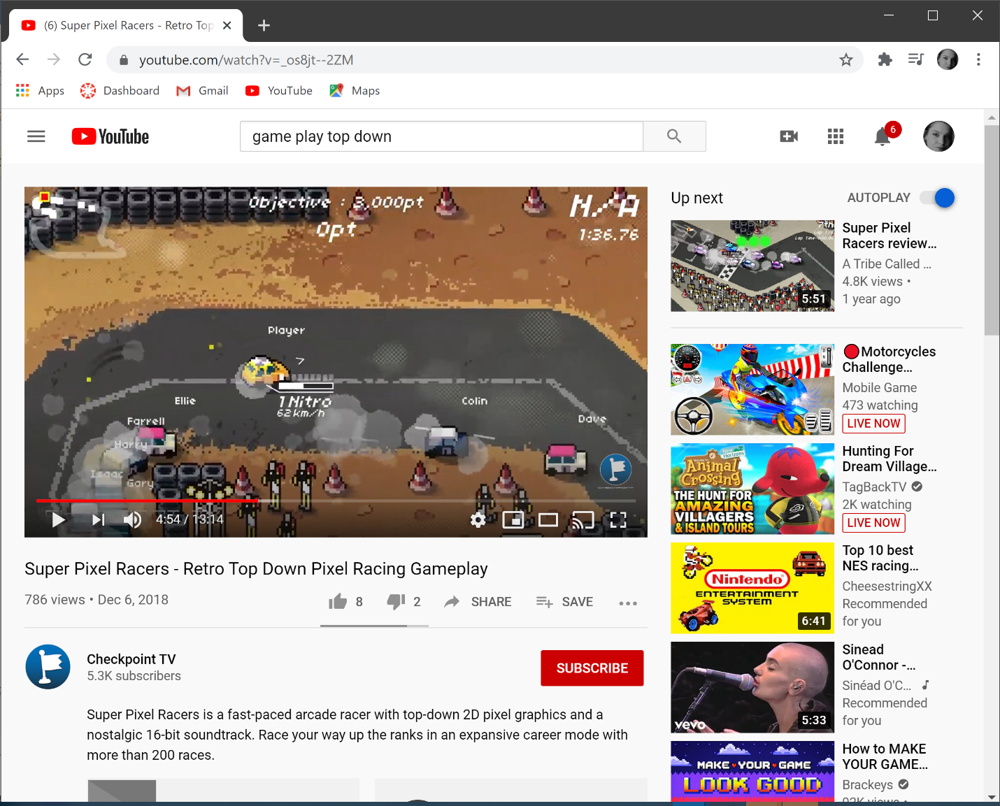 (6) Super Pixel Racers - Retro Top
youtube.com/watch?v=_os8jt--2ZM
Apps
Dashboard
Gmail
YouTube
Maps
YouTube
game play top down
6
Objective : 3,000pt
0pt
N/A
1:36.76
Player
1 Nitro
62km/h
Ellie
Colin
Farrell
Dave
Harry
Isaac
Gary
4:54 / 13:14
Super Pixel Racers - Retro Top Down Pixel Racing Gameplay
786 views • Dec 6, 2018
8
2
SHARE
SAVE
Checkpoint TV
5.3K subscribers
SUBSCRIBE
Super Pixel Racers is a fast-paced arcade racer with top-down 2D pixel graphics and a
nostalgic 16-bit soundtrack. Race your way up the ranks in an expansive career mode with
more than 200 races.
Up next
AUTOPLAY
5:51
Super Pixel
Racers review...
A Tribe Called ...
4.8K views •
1 year ago
Motorcycles
Challenge...
Mobile Game
473 watching
LIVE NOW
New
Horizons
Animal
Crossing
THE HUNT FOR
AMAZING
VILLAGERS
& ISLAND TOURS
Hunting For
Dream Village...
TagBackTV
2K watching
LIVE NOW
Nintendo
ENTERTAINMENT
SYSTEM
6:41
Top 10 best
NES racing...
CheesestringXX
Recommended
for you
vevo
5:33
Sinead
O'Connor -...
Sinéad O'C...
Recommended
for you
MAKE YOUR GAME
LOOK GOOD
How to MAKE
YOUR GAME...
Brackeys